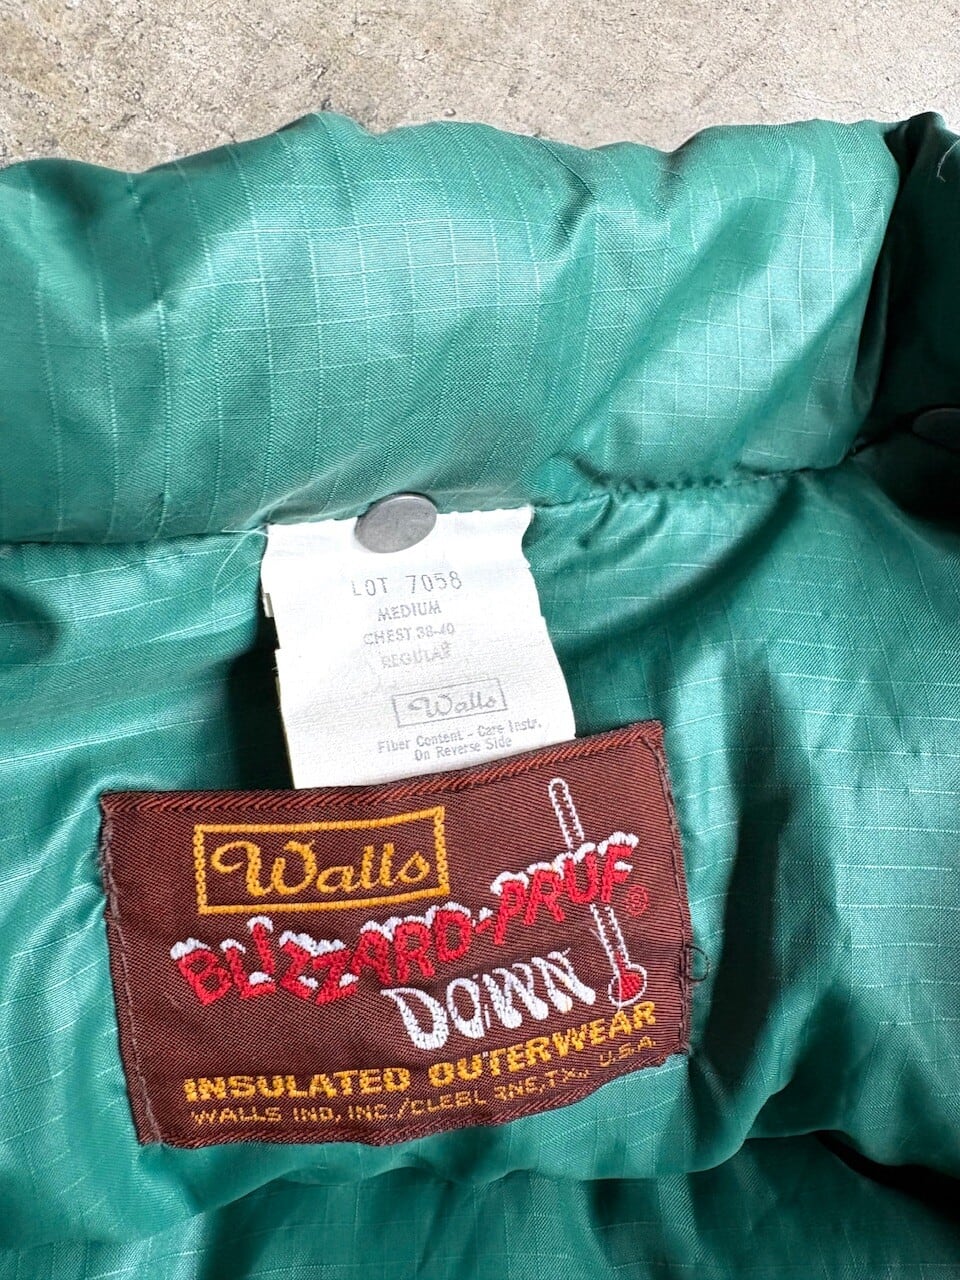 LOT 7058
MEDIUM
CHEST 38-40
REGULAR
Walls
Fiber Content - Care Instr.
On Reverse Side
Walls
BLIZZARD-PRUF®
DOWN
INSULATED OUTERWEAR
WALLS IND, INC./CLEBURNE, TX., U.S.A.